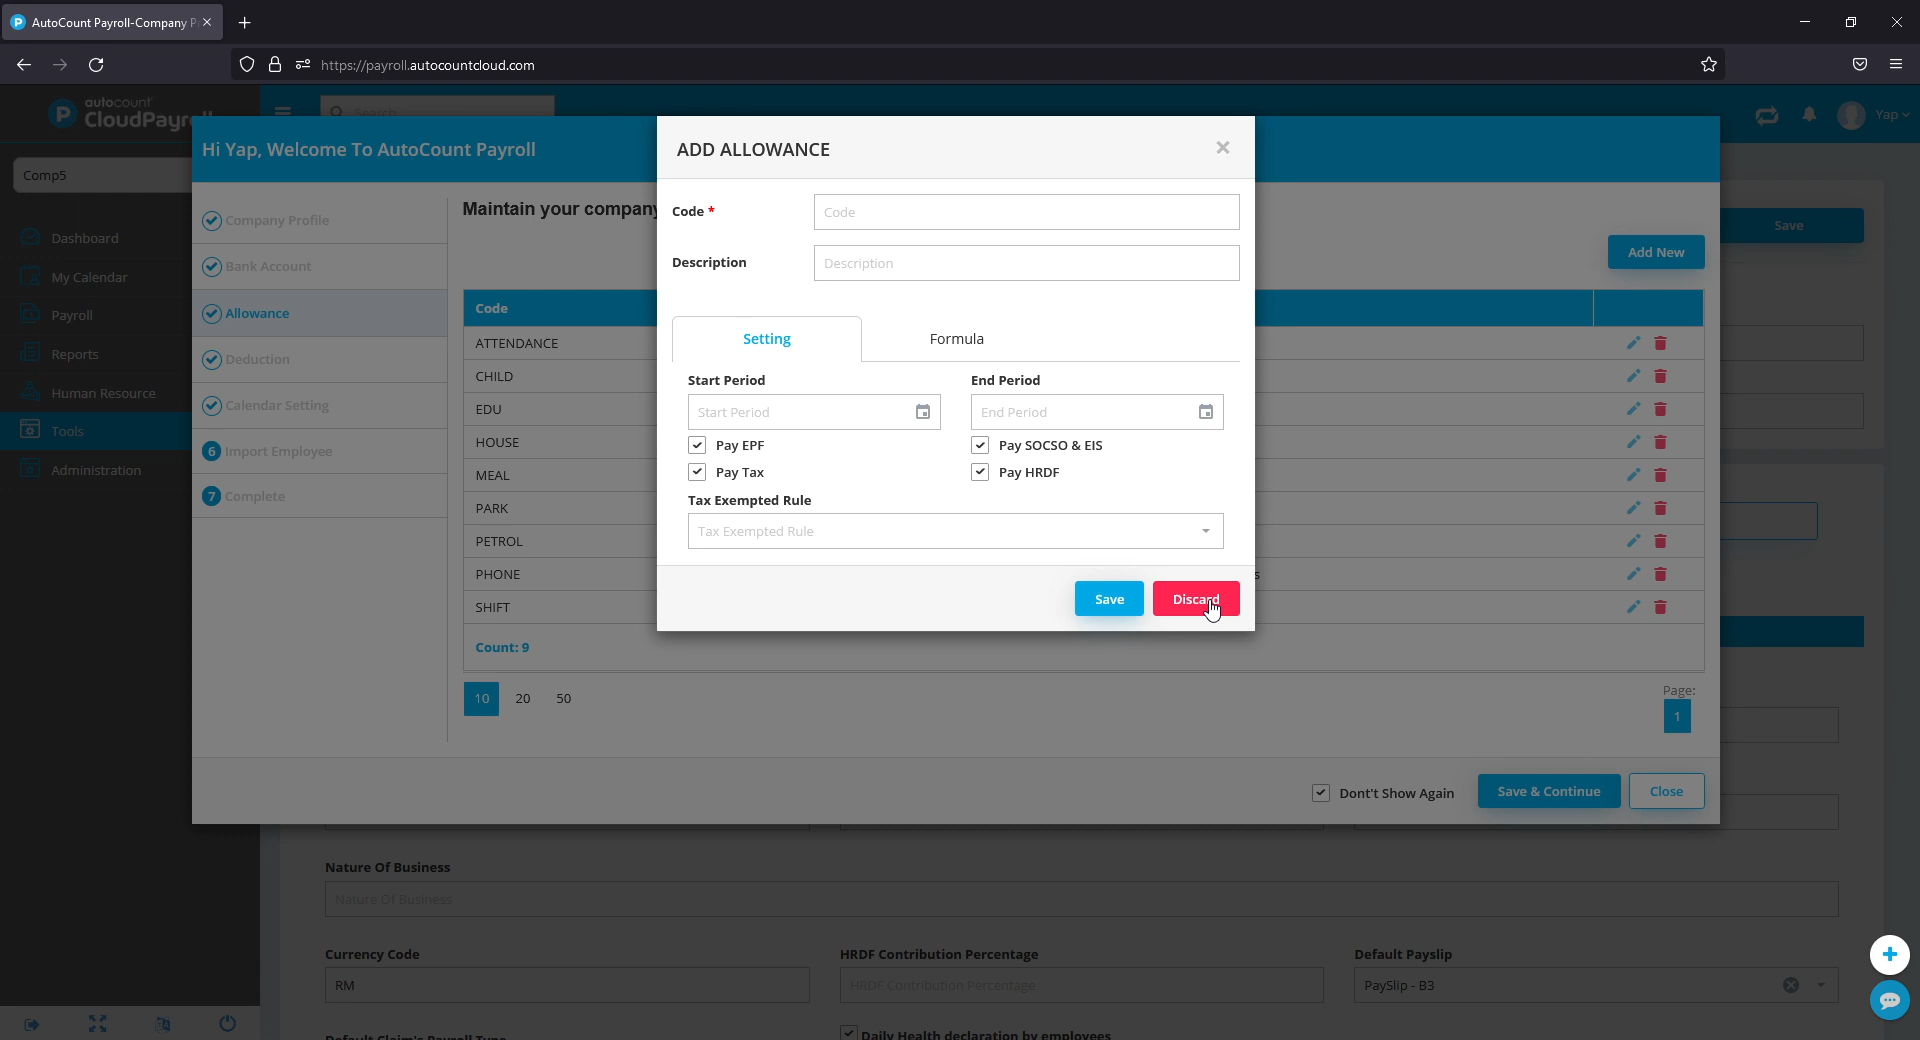 AutoCount Payroll-Company P
https://payroll.autocountcloud.com
autocount
CloudPayroll
Search
Yap
Comp5
Dashboard
My Calendar
Payroll
Reports
Human Resource
Tools
Administration
Hi Yap, Welcome To AutoCount Payroll
Company Profile
Bank Account
Allowance
Deduction
Calendar Setting
6 Import Employee
7 Complete
Maintain your company
Add New
Save
Code
ATTENDANCE
CHILD
EDU
HOUSE
MEAL
PARK
PETROL
PHONE
s
SHIFT
Count: 9
10 20 50
Page:
1
Don't Show Again
Save & Continue
Close
ADD ALLOWANCE
Code *
Code
Description
Description
Setting
Formula
Start Period
End Period
Start Period
End Period
Pay EPF
Pay SOCSO & EIS
Pay Tax
Pay HRDF
Tax Exempted Rule
Tax Exempted Rule
Save
Discard
Nature Of Business
Nature Of Business
Currency Code
HRDF Contribution Percentage
Default Payslip
RM
HRDF Contribution Percentage
PaySlip - B3
Default Claim's Payroll Type
Daily Health declaration by employees